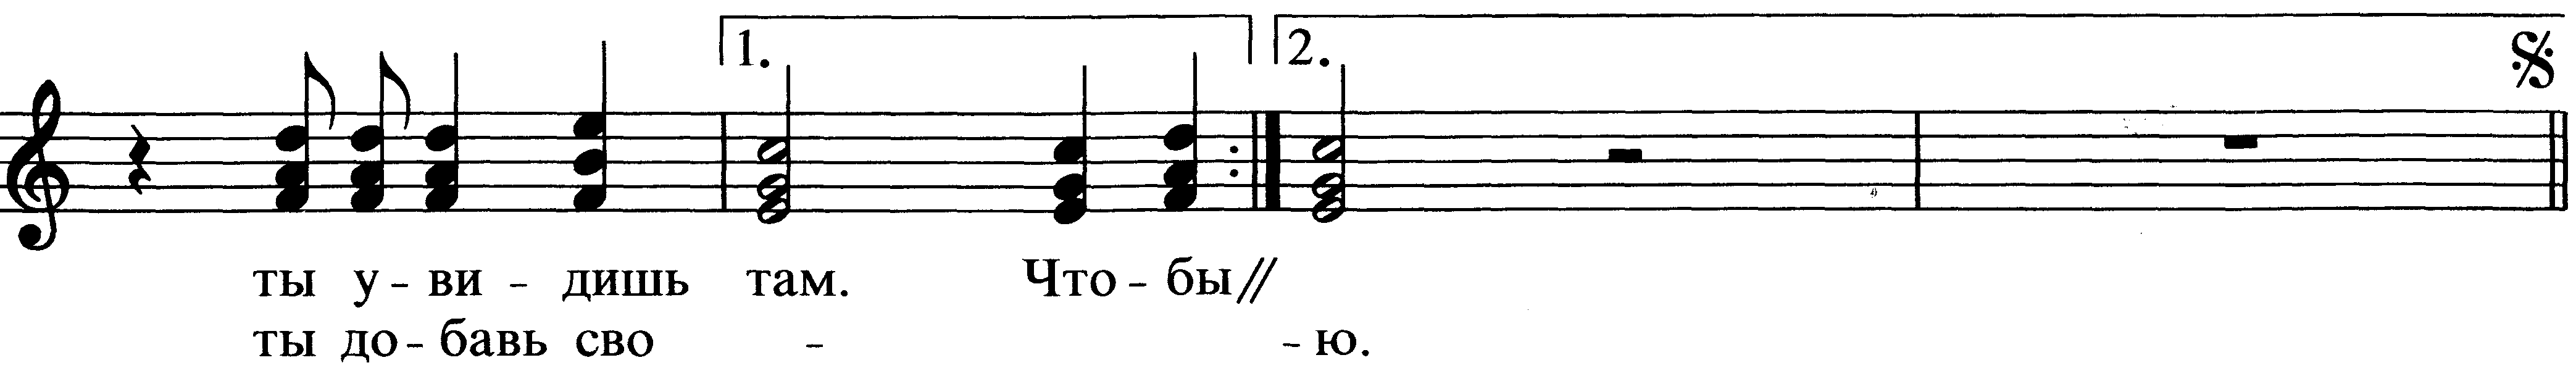 1. 2.
ты у - ви - дишь там. Что - бы//
ты до - бавь сво - - ю.